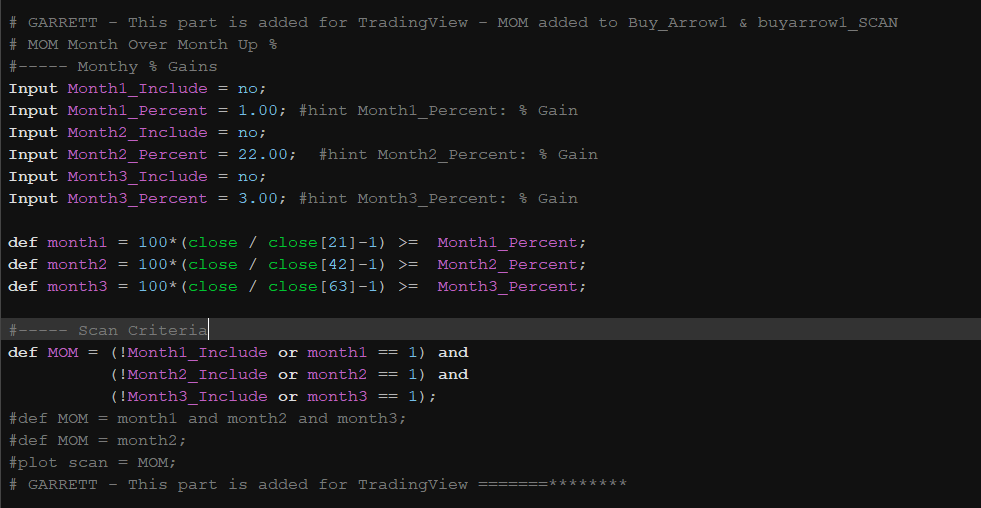 # GARRETT - This part is added for TradingView - MOM added to Buy_Arrow1 & buyarrow1_SCAN
# MOM Month Over Month Up %
#----- Monthy % Gains
Input Month1_Include = no;
Input Month1_Percent = 1.00; #hint Month1_Percent: % Gain
Input Month2_Include = no;
Input Month2_Percent = 22.00;  #hint Month2_Percent: % Gain
Input Month3_Include = no;
Input Month3_Percent = 3.00; #hint Month3_Percent: % Gain

def month1 = 100*(close / close[21]-1) >=  Month1_Percent;
def month2 = 100*(close / close[42]-1) >=  Month2_Percent;
def month3 = 100*(close / close[63]-1) >=  Month3_Percent;

#----- Scan Criteria
def MOM = (!Month1_Include or month1 == 1) and
          (!Month2_Include or month2 == 1) and
          (!Month3_Include or month3 == 1);
#def MOM = month1 and month2 and month3;
#def MOM = month2;
#plot scan = MOM;
# GARRETT - This part is added for TradingView =======********